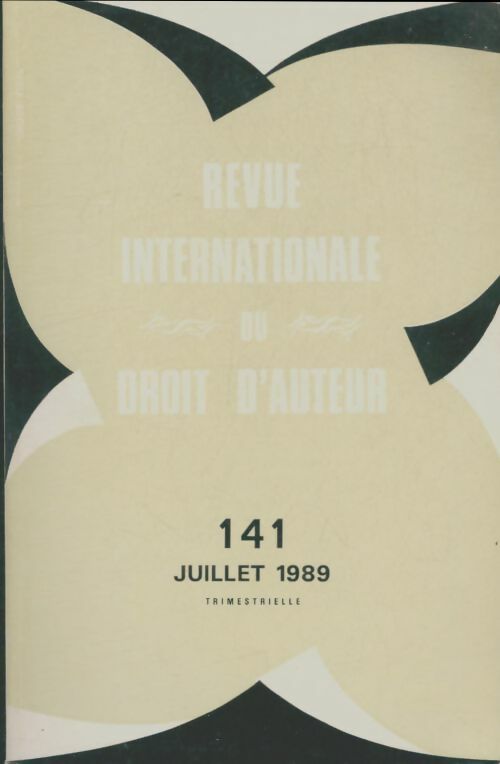 REVUE
INTERNATIONALE
DU
DROIT D'AUTEUR
141
JUILLET 1989
TRIMESTRIELLE